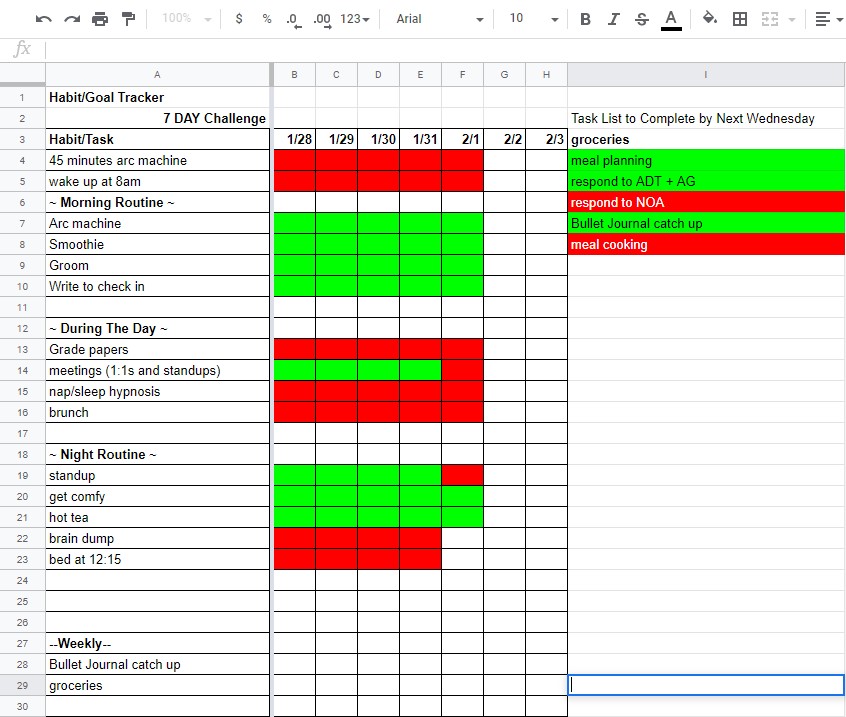 100% $ % .0 .00 123 Arial 10 B I S A
fx
A B C D E F G H I
1 Habit/Goal Tracker
2 7 DAY Challenge Task List to Complete by Next Wednesday
3 Habit/Task 1/28 1/29 1/30 1/31 2/1 2/2 2/3 groceries
4 45 minutes arc machine meal planning
5 wake up at 8am respond to ADT + AG
6 ~ Morning Routine ~ respond to NOA
7 Arc machine Bullet Journal catch up
8 Smoothie meal cooking
9 Groom
10 Write to check in
11
12 ~ During The Day ~
13 Grade papers
14 meetings (1:1s and standups)
15 nap/sleep hypnosis
16 brunch
17
18 ~ Night Routine ~
19 standup
20 get comfy
21 hot tea
22 brain dump
23 bed at 12:15
24
25
26
27 --Weekly--
28 Bullet Journal catch up
29 groceries
30